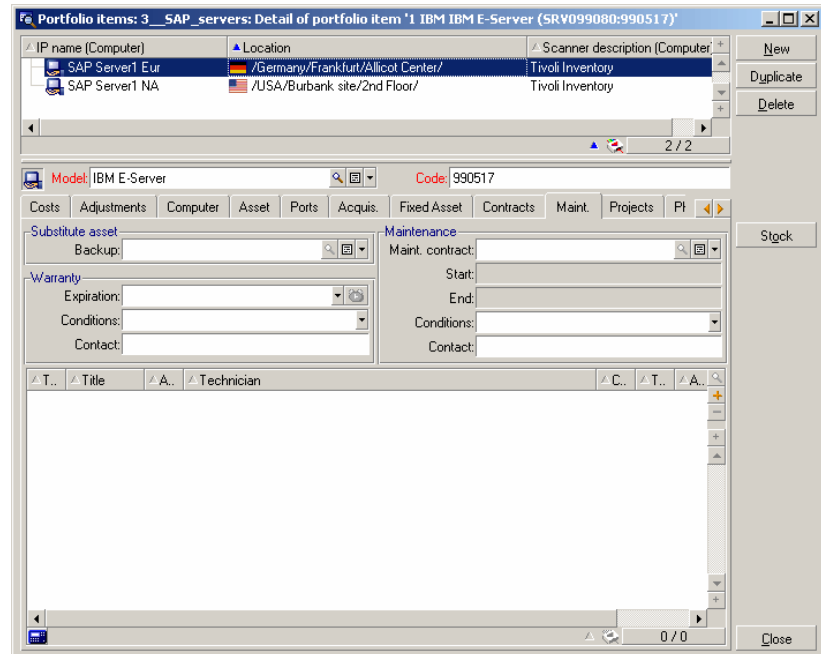 Portfolio items: 3__SAP_servers: Detail of portfolio item '1 IBM IBM E-Server (SRV099080:990517)'
IP name (Computer) Location Scanner description (Computer) New
SAP Server1 Eur /Germany/Frankfurt/Allicot Center/ Tivoli Inventory
SAP Server1 NA /USA/Burbank site/2nd Floor/ Tivoli Inventory
Duplicate
Delete
2 / 2
Model: IBM E-Server Code: 990517
Costs Adjustments Computer Asset Ports Acquis. Fixed Asset Contracts Maint. Projects Ph
Stock
Substitute asset Maintenance
Backup: Maint. contract:
Warranty Start:
Expiration: End:
Conditions: Conditions:
Contact: Contact:
T.. Title A.. Technician C.. T.. A..
0 / 0
Close